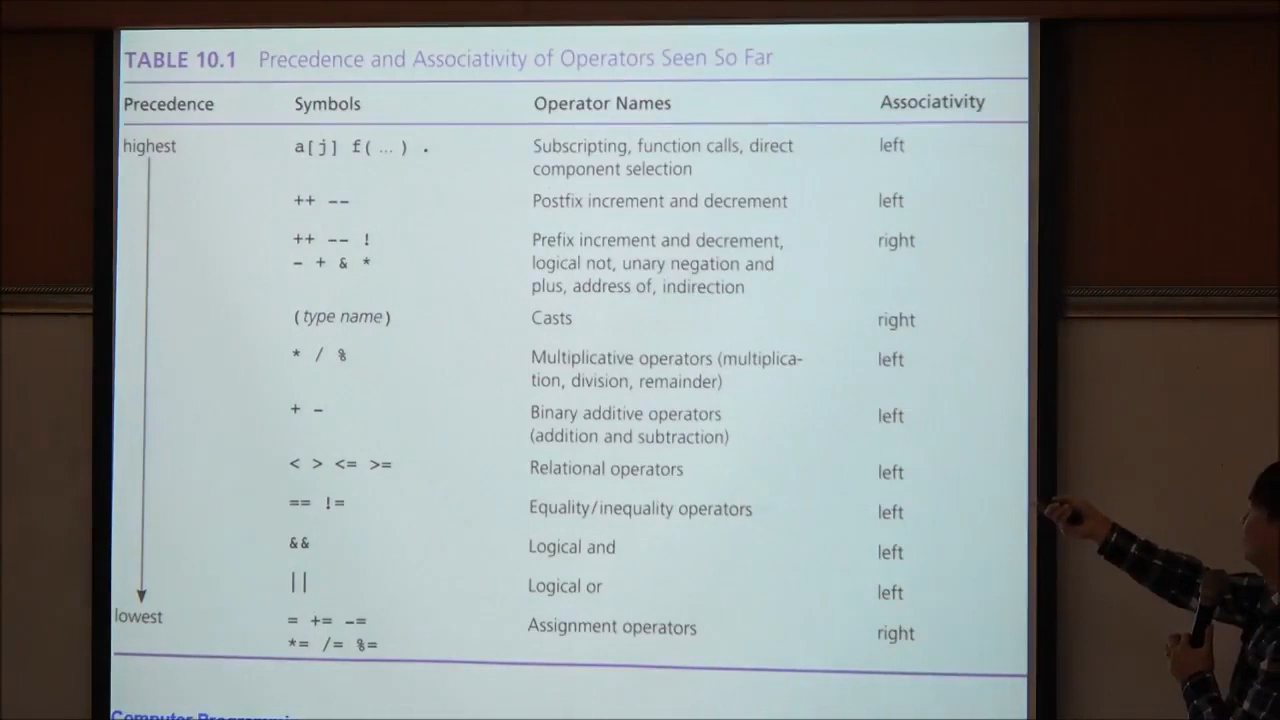 TABLE 10.1 Precedence and Associativity of Operators Seen So Far
Precedence Symbols Operator Names Associativity
highest a[j] f( … ) . Subscripting, function calls, direct left
component selection
++ -- Postfix increment and decrement left
++ -- ! Prefix increment and decrement, right
- + & * logical not, unary negation and
plus, address of, indirection
(type name) Casts right
* / % Multiplicative operators (multiplica- left
tion, division, remainder)
+ - Binary additive operators left
(addition and subtraction)
< > <= >= Relational operators left
== != Equality/inequality operators left
&& Logical and left
|| Logical or left
lowest = += -= Assignment operators right
*= /= %=
Computer